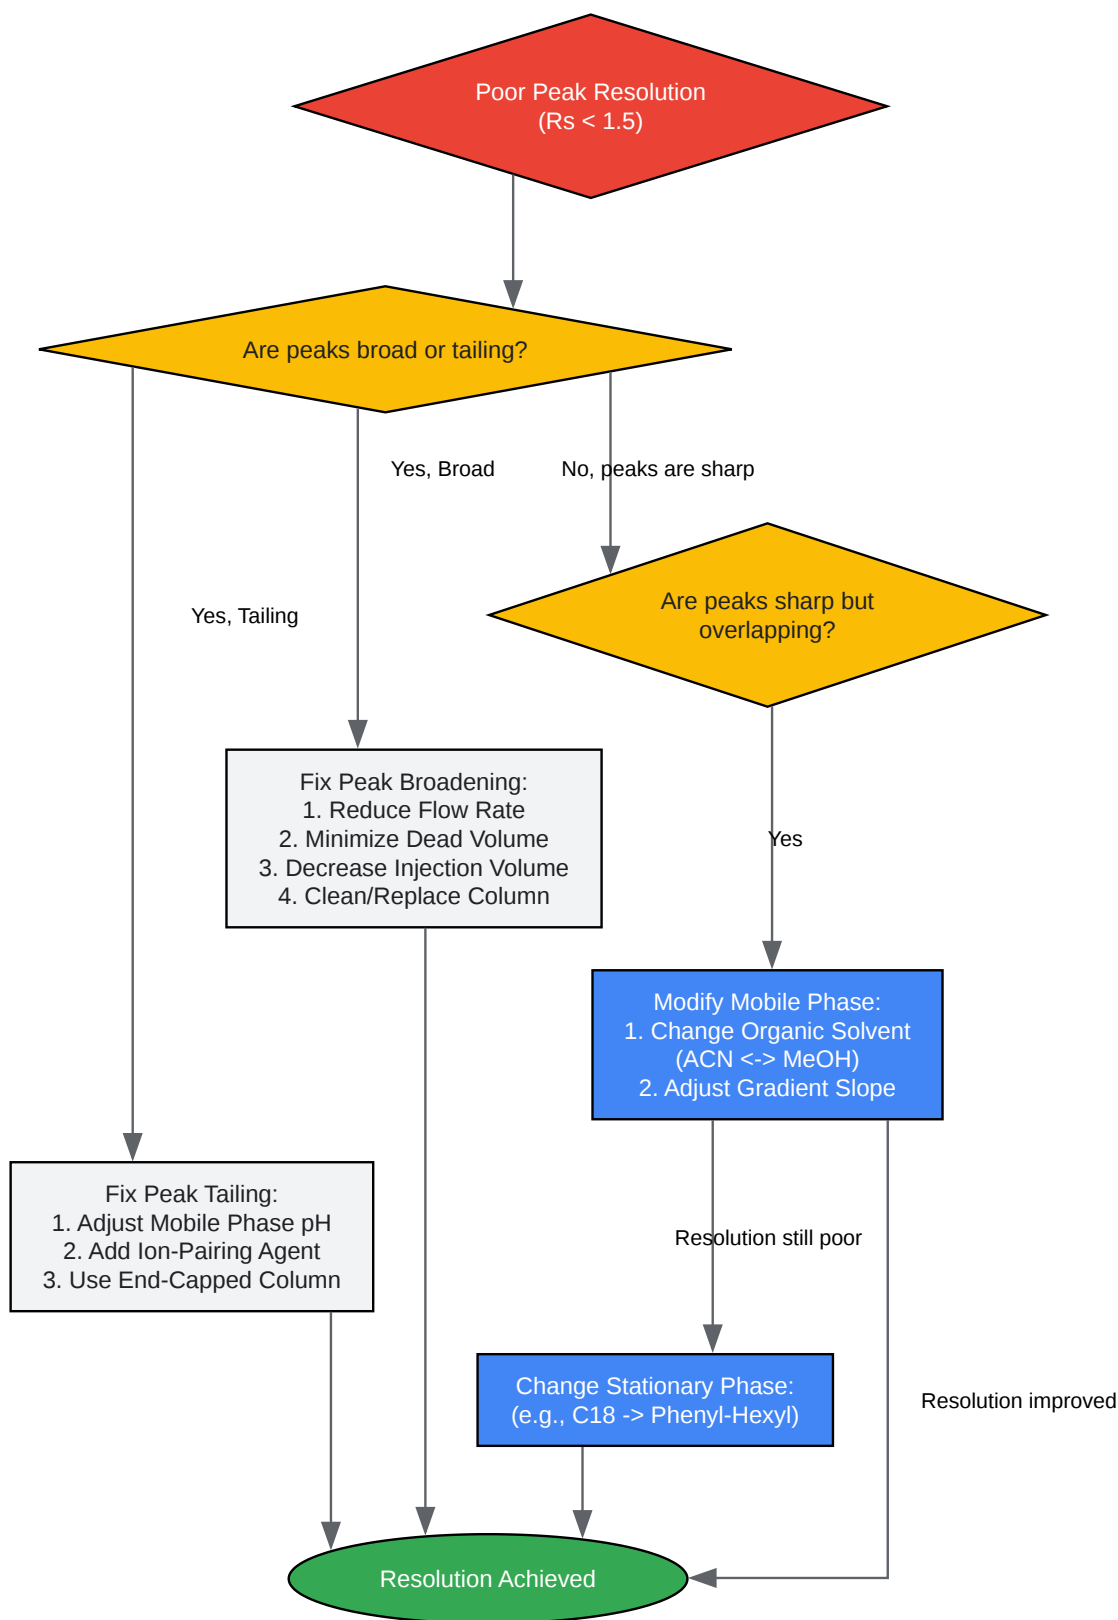 Poor Peak Resolution
(Rs < 1.5)
Are peaks broad or tailing?
Yes, Broad
No, peaks are sharp
Are peaks sharp but
overlapping?
Yes, Tailing
Fix Peak Broadening:
1. Reduce Flow Rate
2. Minimize Dead Volume
3. Decrease Injection Volume
4. Clean/Replace Column
Yes
Modify Mobile Phase:
1. Change Organic Solvent
(ACN <-> MeOH)
2. Adjust Gradient Slope
Fix Peak Tailing:
1. Adjust Mobile Phase pH
2. Add Ion-Pairing Agent
3. Use End-Capped Column
Resolution still poor
Change Stationary Phase:
(e.g., C18 -> Phenyl-Hexyl)
Resolution improved
Resolution Achieved